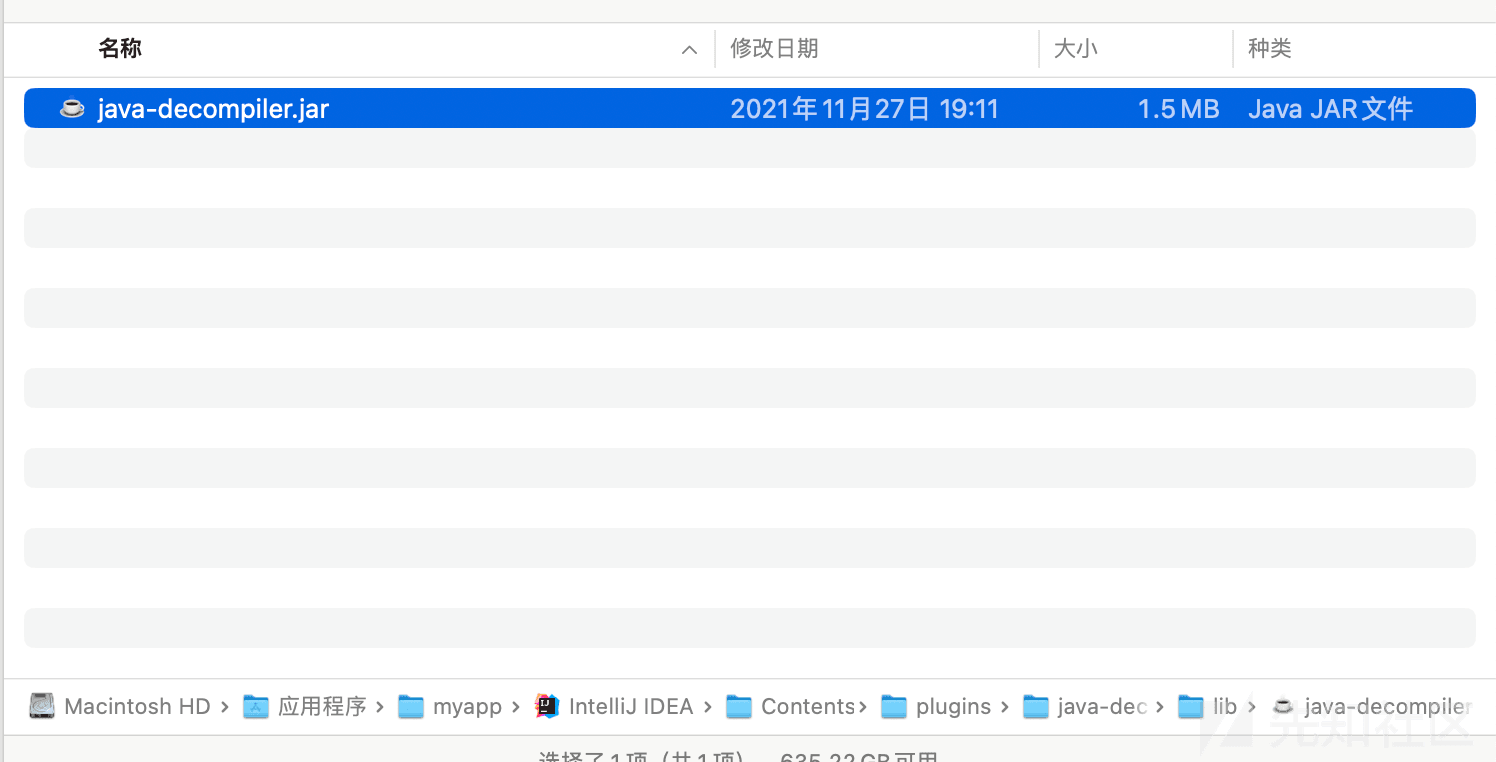 名称 修改日期 大小 种类
java-decompiler.jar 2021年11月27日 19:11 1.5 MB Java JAR文件
Macintosh HD › 应用程序 › myapp › IntelliJ IDEA › Contents › plugins › java-dec › lib › java-decompiler
先知社区
选择了1项（共1项），635.22 GB可用